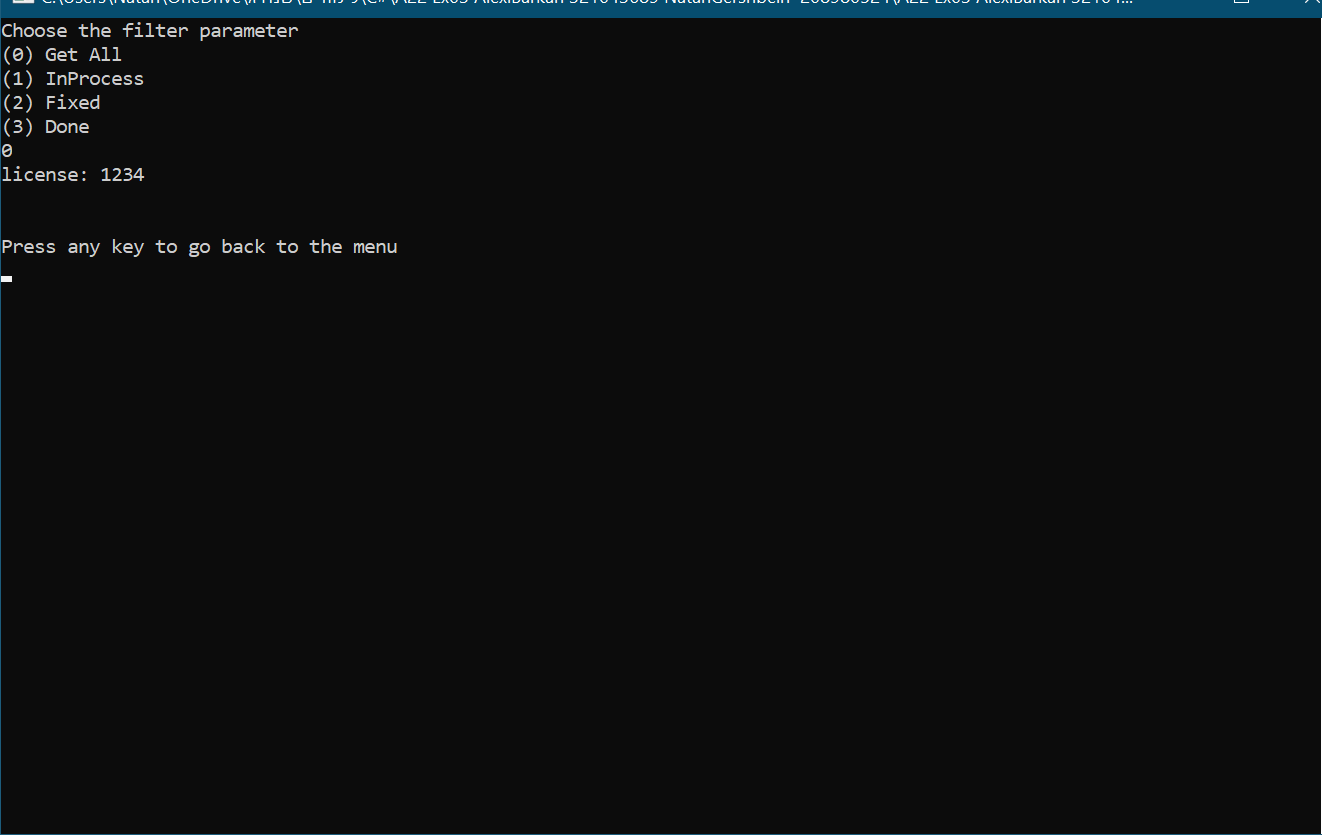 Choose the filter parameter
(0) Get All
(1) InProcess
(2) Fixed
(3) Done
0
license: 1234
Press any key to go back to the menu